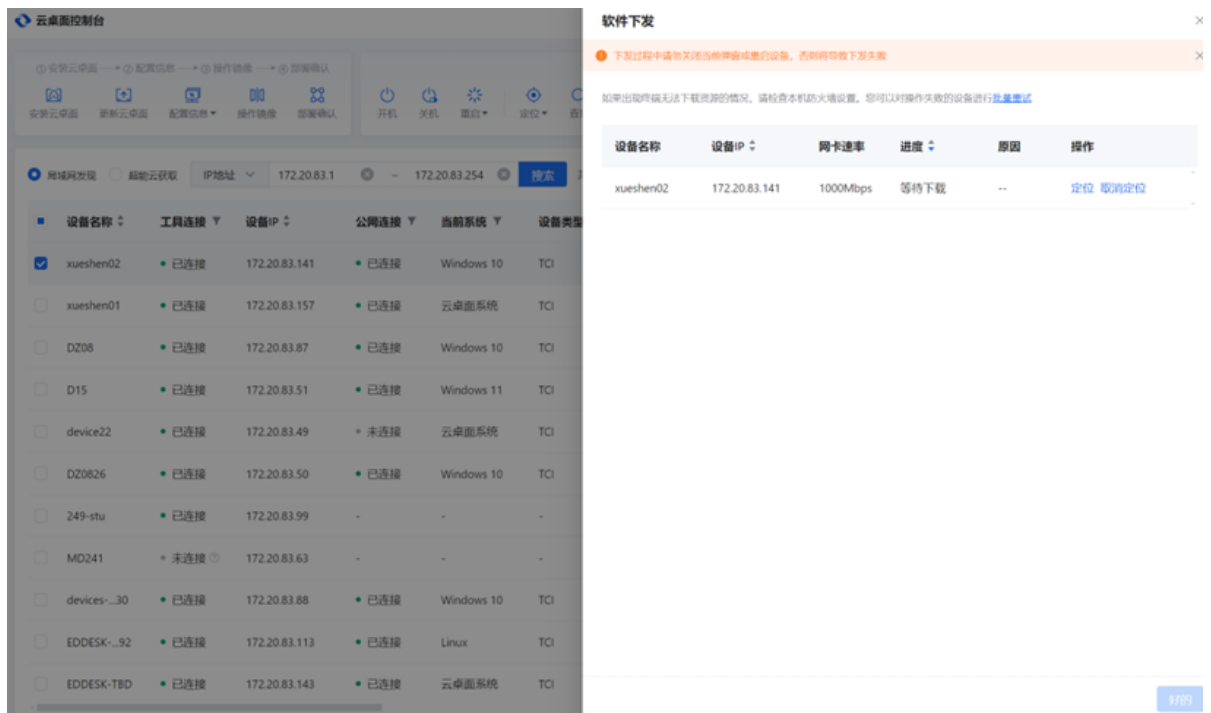 云桌面控制台
①安装云桌面 ②配置信息 ③操作镜像 ④部署确认
安装云桌面 更新云桌面 配置信息 操作镜像 部署确认 开机 关机 重启 定位
局域网发现 超能云获取 IP地址 172.20.83.1 ~ 172.20.83.254 搜索
设备名称 工具连接 设备IP 公网连接 当前系统 设备类型
xueshen02 已连接 172.20.83.141 已连接 Windows 10 TCI
xueshen01 已连接 172.20.83.157 已连接 云桌面系统 TCI
DZ08 已连接 172.20.83.87 已连接 Windows 10 TCI
D15 已连接 172.20.83.51 已连接 Windows 11 TCI
device22 已连接 172.20.83.49 未连接 云桌面系统 TCI
DZ0826 已连接 172.20.83.50 已连接 Windows 10 TCI
249-stu 已连接 172.20.83.99 - - -
MD241 未连接 172.20.83.63 - - -
devices-...30 已连接 172.20.83.88 已连接 Windows 10 TCI
EDDESK-...92 已连接 172.20.83.113 已连接 Linux TCI
EDDESK-TBD 已连接 172.20.83.143 已连接 云桌面系统 TCI
软件下发
下发过程中请勿关闭当前弹窗或重启设备，否则将导致下发失败
如果出现终端无法下载资源的情况，请检查本机防火墙设置。您可以对操作失败的设备进行批量重试
设备名称 设备IP 网卡速率 进度 原因 操作
xueshen02 172.20.83.141 1000Mbps 等待下载 -- 定位 取消定位
好的